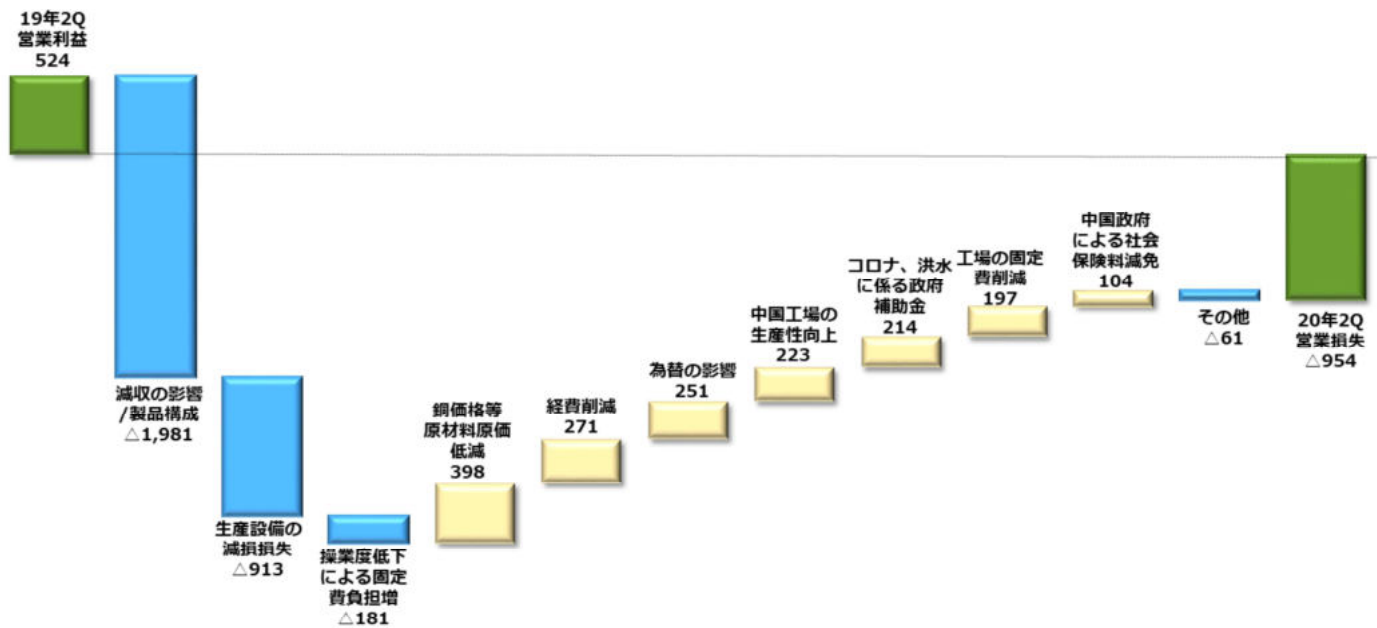 19年2Q
営業利益
524
減収の影響
/製品構成
△1,981
生産設備の
減損損失
△913
操業度低下
による固定
費負担増
△181
銅価格等
原材料原価
低減
398
経費削減
271
為替の影響
251
中国工場の
生産性向上
223
コロナ、洪水
に係る政府
補助金
214
工場の固定
費削減
197
中国政府
による社会
保険料減免
104
その他
△61
20年2Q
営業損失
△954